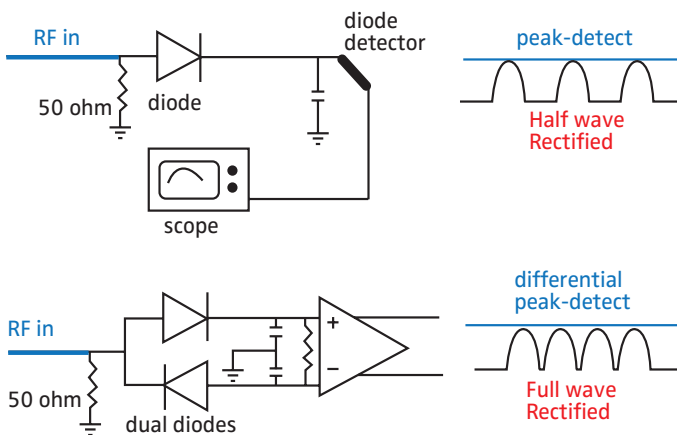 RF in
50 ohm
diode
diode
detector
scope
peak-detect
Half wave
Rectified
RF in
50 ohm
dual diodes
+
−
differential
peak-detect
Full wave
Rectified